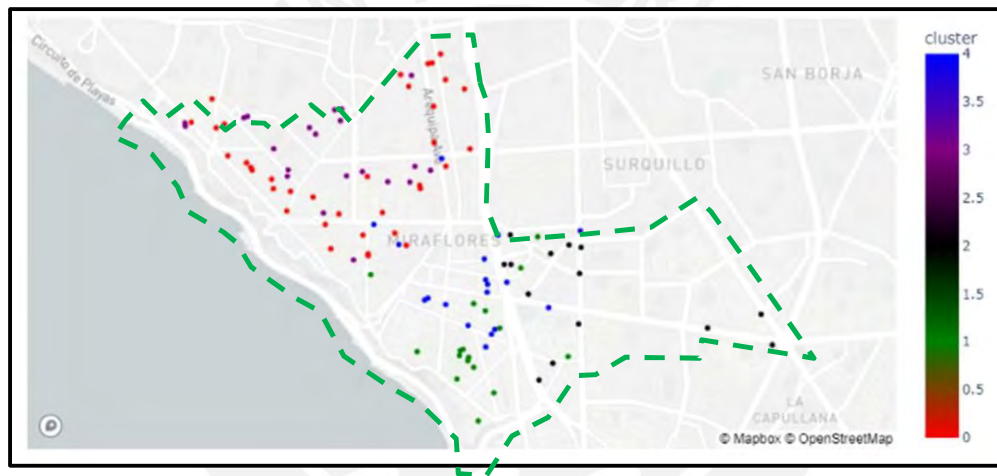 cluster
4
SAN BORJA
Circuito de Playas
3.5
Arequipa Ave
3
SURQUILLO
2.5
MIRAFLORES
2
1.5
1
LA
CAPULLANA
0.5
© Mapbox © OpenStreetMap
0